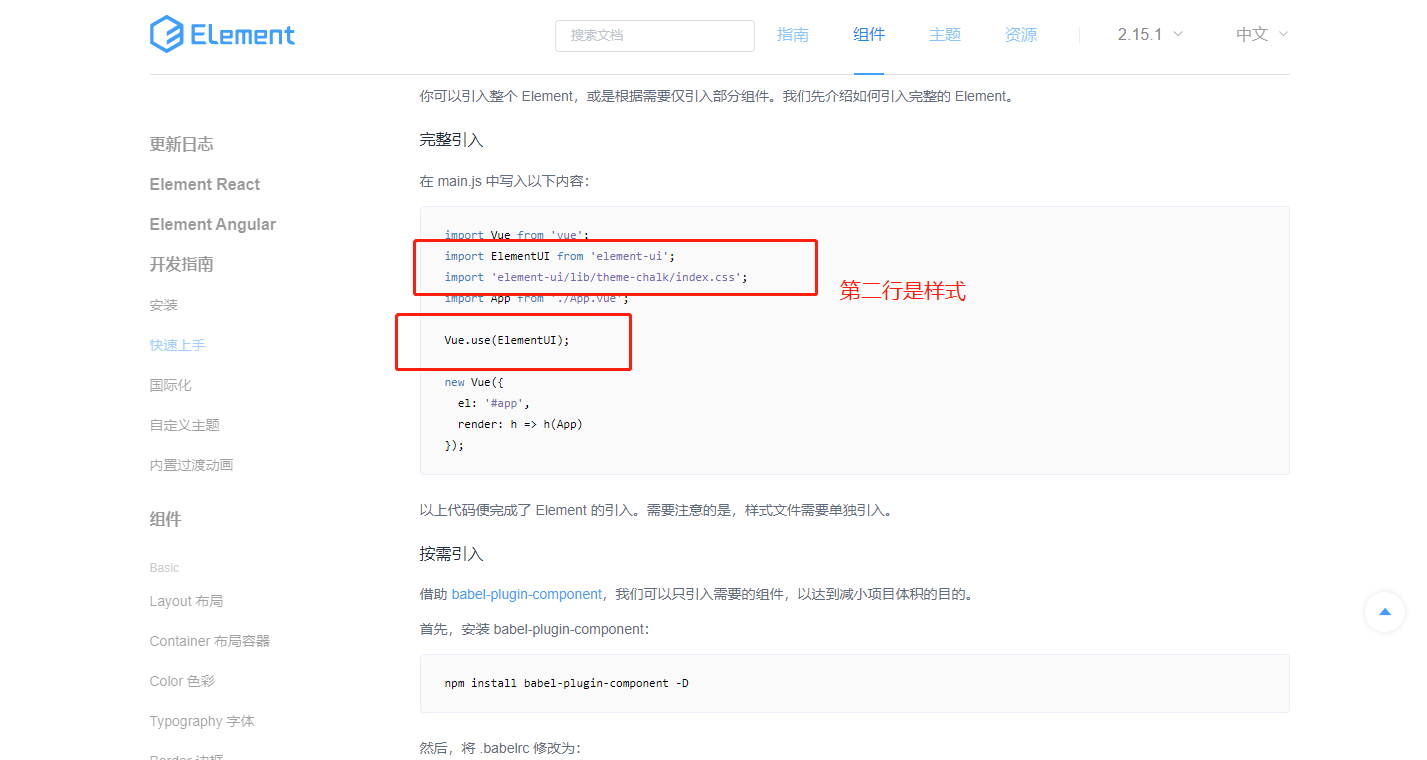 Element
搜索文档
指南
组件
主题
资源
2.15.1
中文
更新日志
Element React
Element Angular
开发指南
安装
快速上手
国际化
自定义主题
内置过渡动画
组件
Basic
Layout 布局
Container 布局容器
Color 色彩
Typography 字体
Border 边框
你可以引入整个 Element，或是根据需要仅引入部分组件。我们先介绍如何引入完整的 Element。
完整引入
在 main.js 中写入以下内容：
import Vue from 'vue';
import ElementUI from 'element-ui';
import 'element-ui/lib/theme-chalk/index.css';
import App from './App.vue';
第二行是样式
Vue.use(ElementUI);
new Vue({
  el: '#app',
  render: h => h(App)
});
以上代码便完成了 Element 的引入。需要注意的是，样式文件需要单独引入。
按需引入
借助 babel-plugin-component，我们可以只引入需要的组件，以达到减小项目体积的目的。
首先，安装 babel-plugin-component：
npm install babel-plugin-component -D
然后，将 .babelrc 修改为：